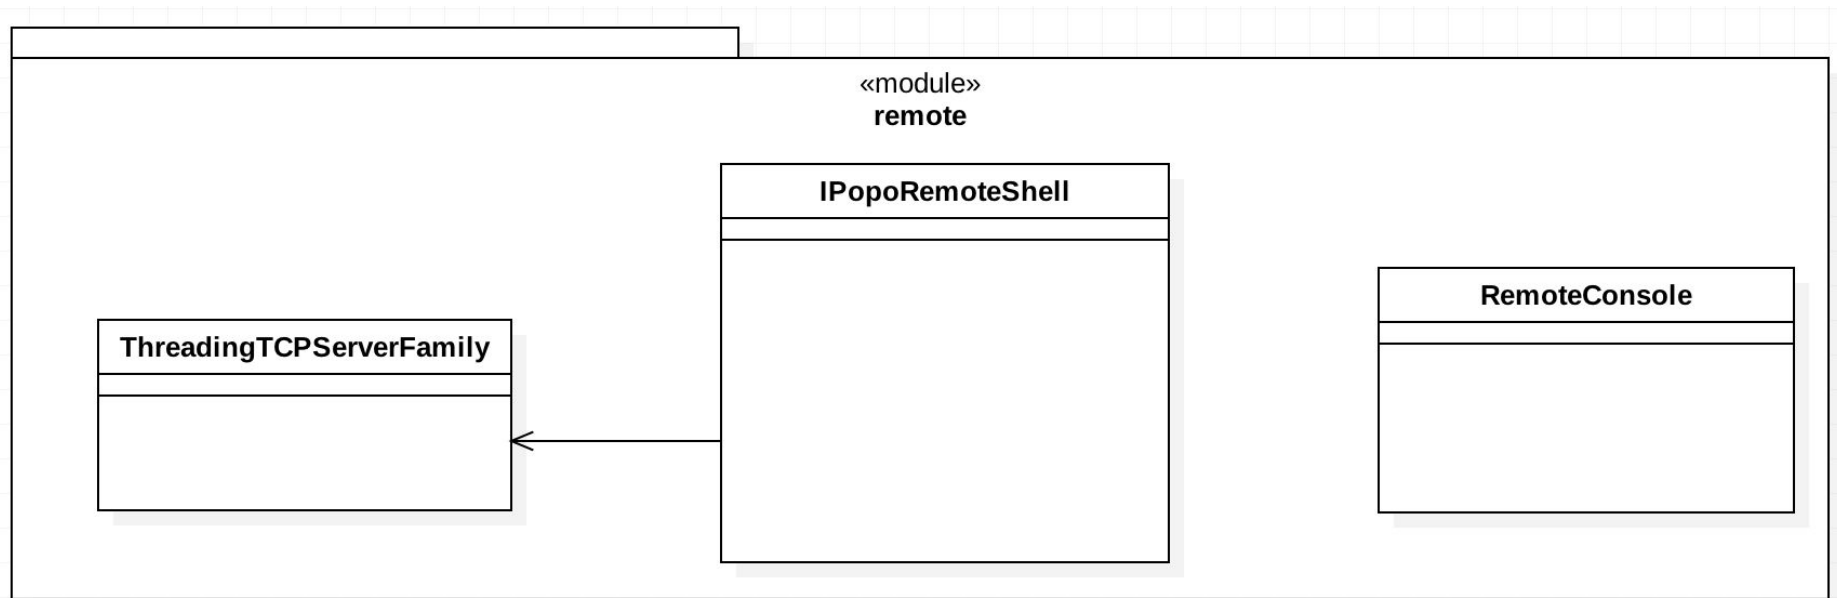 «module»
remote
IPopoRemoteShell
RemoteConsole
ThreadingTCPServerFamily